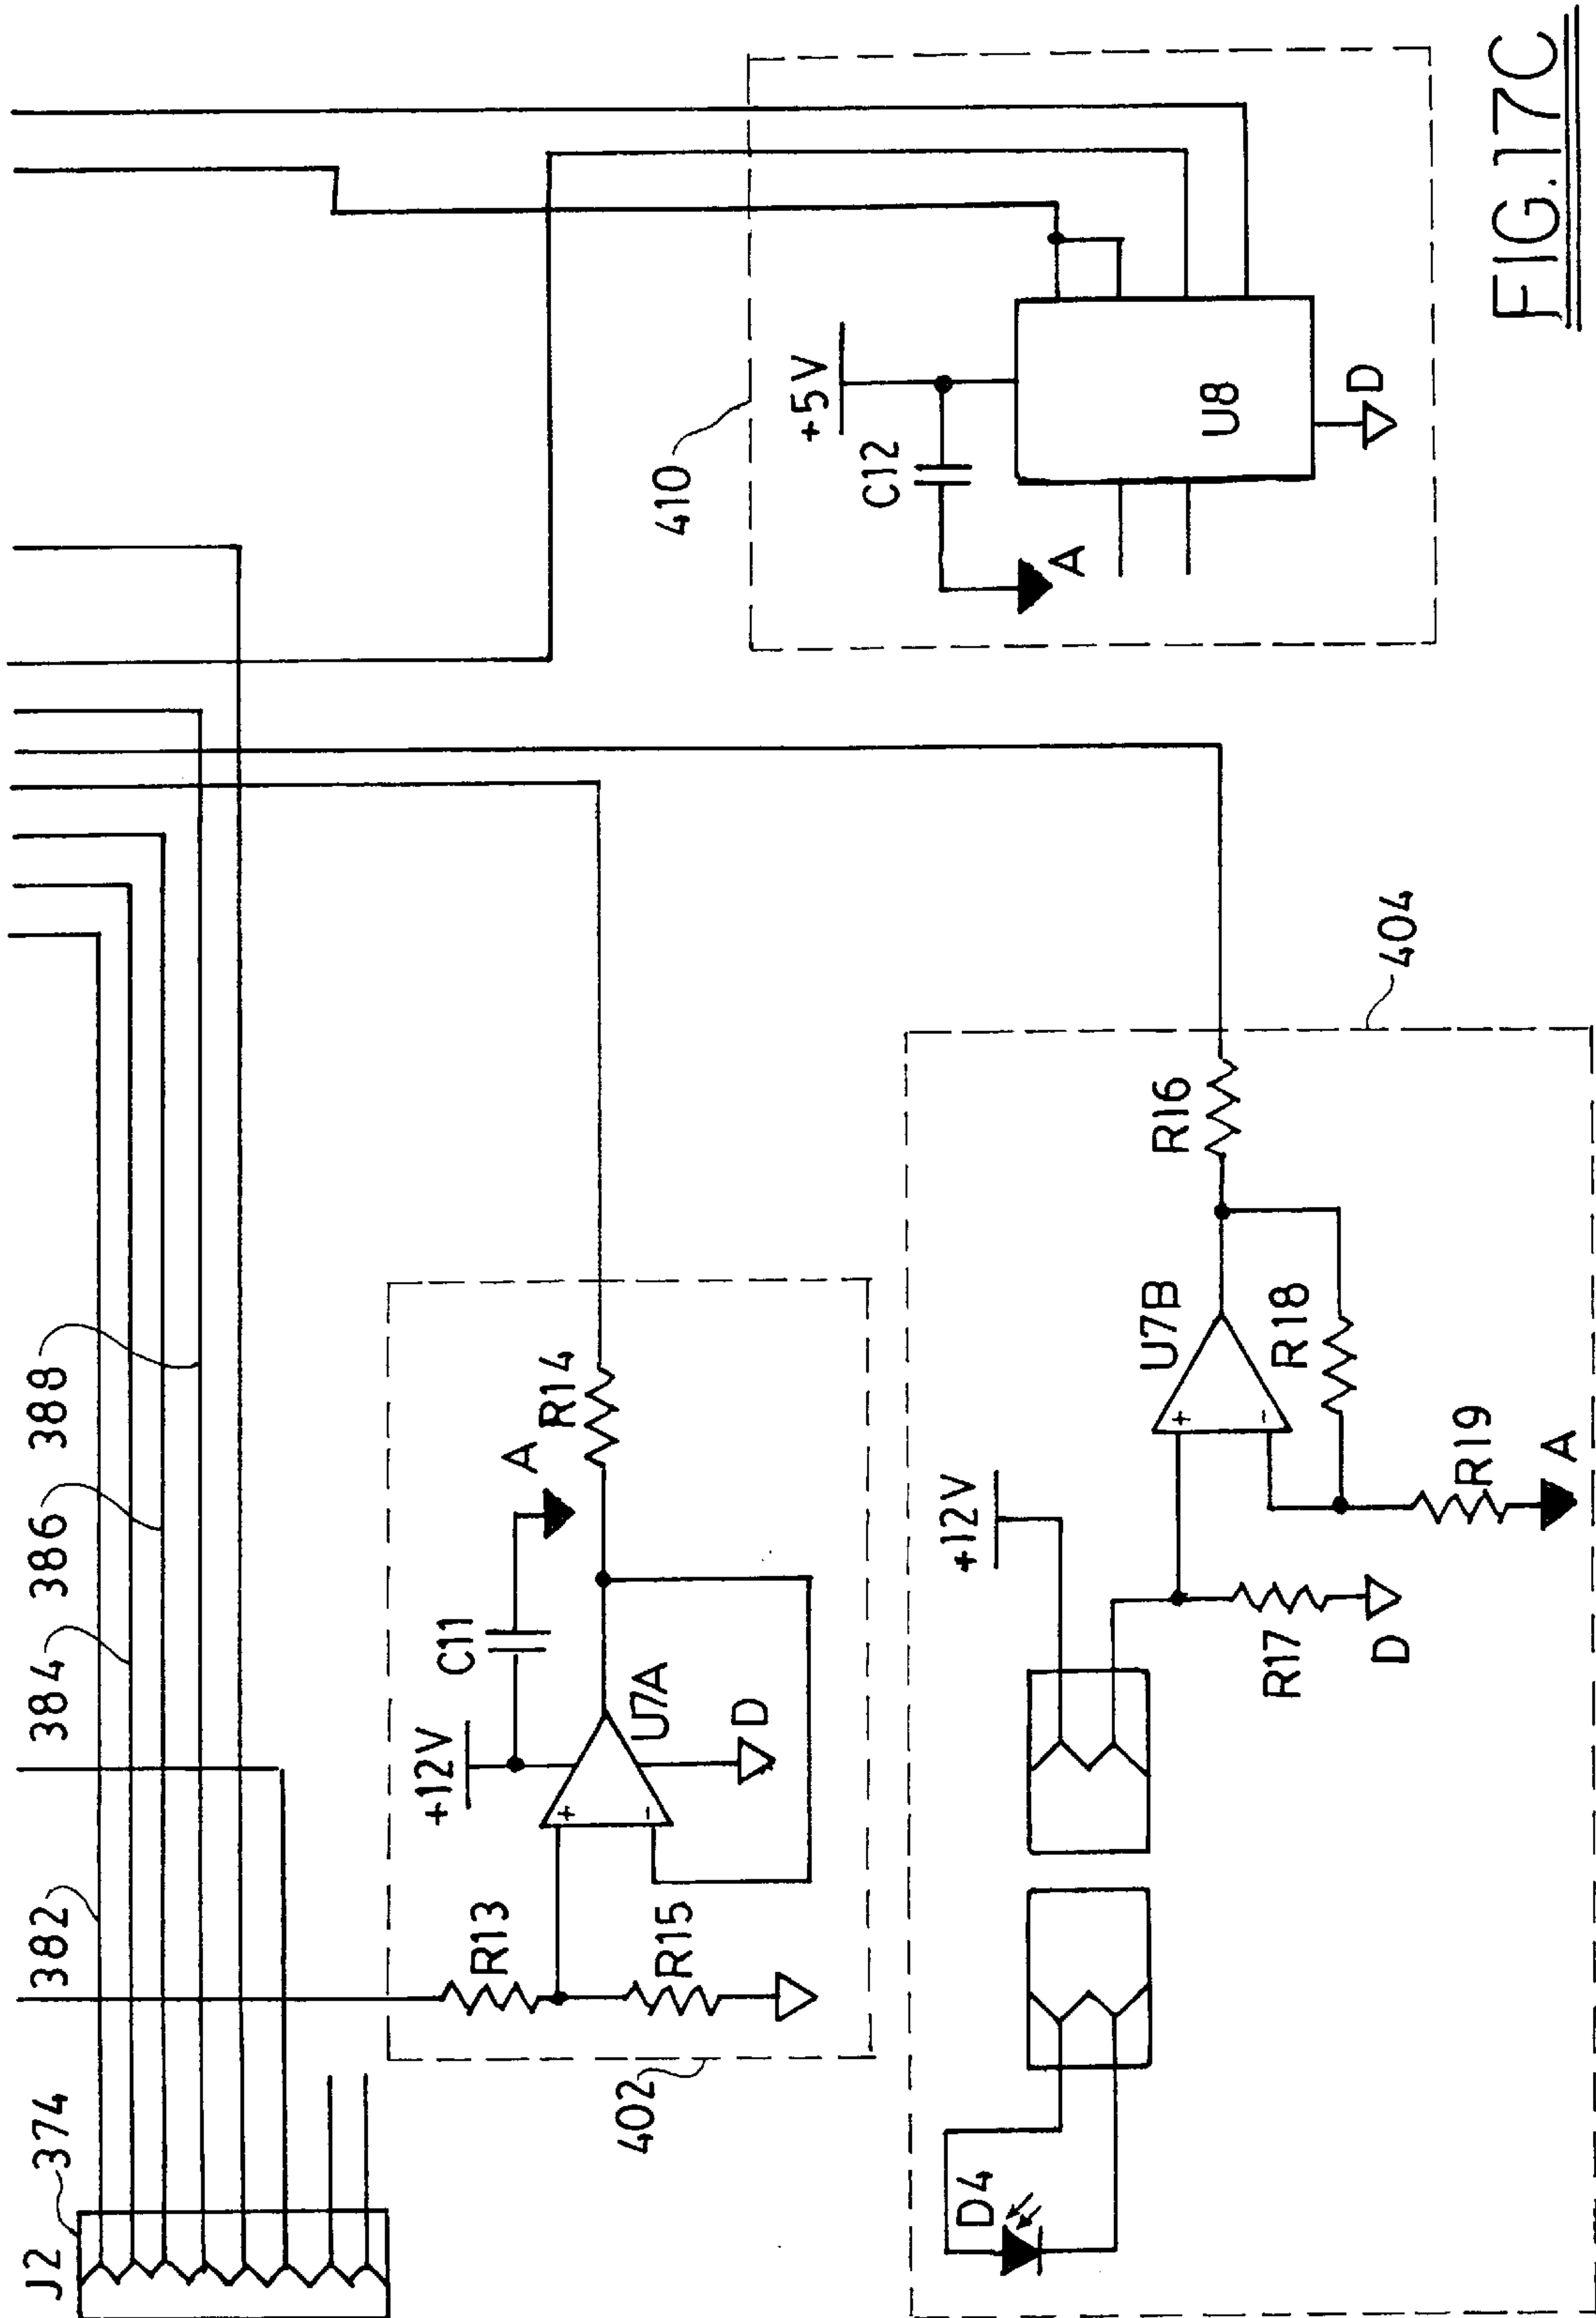 J2
374
382
384
386
388
402
R13
R15
+12V
C11
A
+
-
U7A
D
R14
D4
+12V
R17
D
+
-
U7B
R18
R19
A
R16
404
410
+5V
C12
A
U8
D
FIG.17C